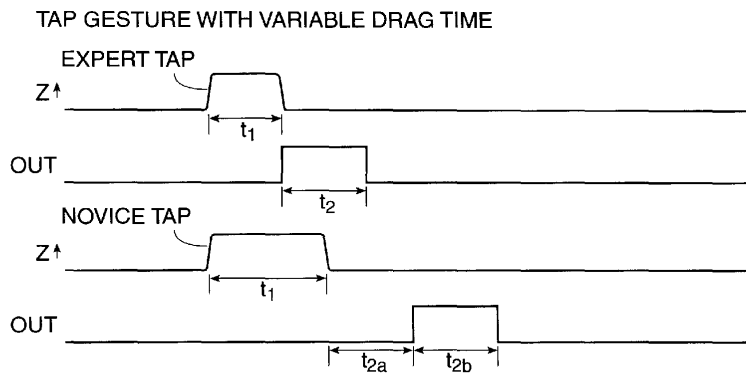 TAP GESTURE WITH VARIABLE DRAG TIME
EXPERT TAP
Z
t1
OUT
t2
NOVICE TAP
Z
t1
OUT
t2a
t2b